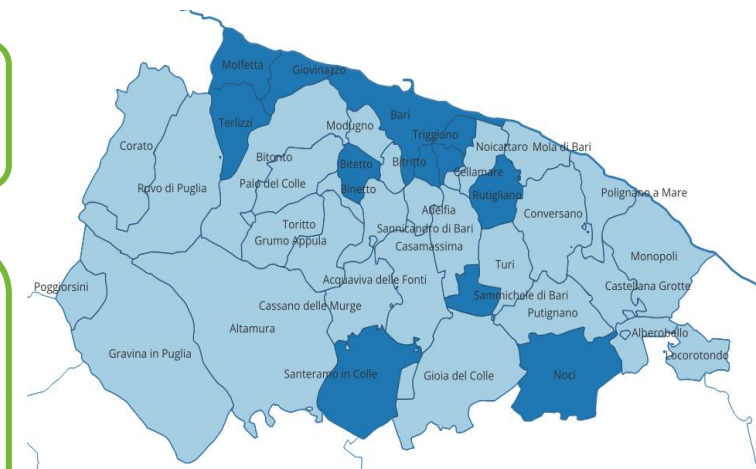 Molfetta
Giovinazzo
Bari
Terlizzi
Modugno
Triggiano
Corato
Noicattaro
Mola di Bari
Bitonto
Bitetto
Bitritto
Cellamare
Ruvo di Puglia
Palo del Colle
Binetto
Rutigliano
Polignano a Mare
Adelfia
Conversano
Toritto
Sannicandro di Bari
Grumo Appula
Casamassima
Monopoli
Turi
Poggiorsini
Acquaviva delle Fonti
Castellana Grotte
Sammichele di Bari
Cassano delle Murge
Putignano
Altamura
Alberobello
Gravina in Puglia
Locorotondo
Santeramo in Colle
Gioia del Colle
Noci